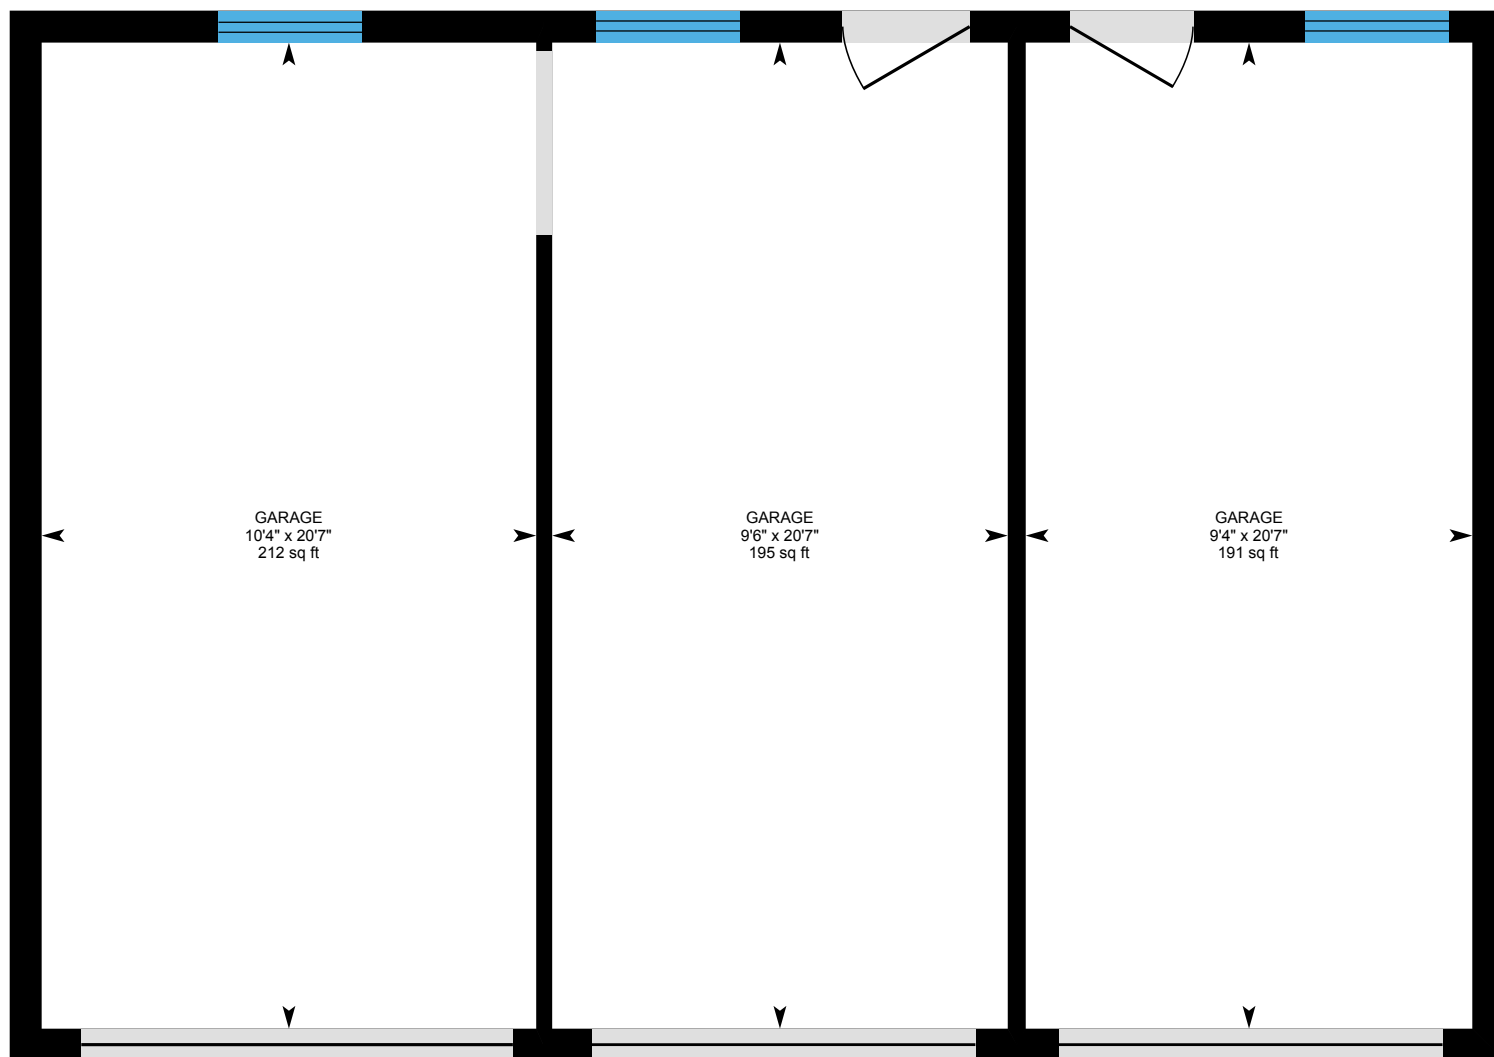 GARAGE
10'4" x 20'7"
212 sq ft
GARAGE
9'6" x 20'7"
195 sq ft
GARAGE
9'4" x 20'7"
191 sq ft